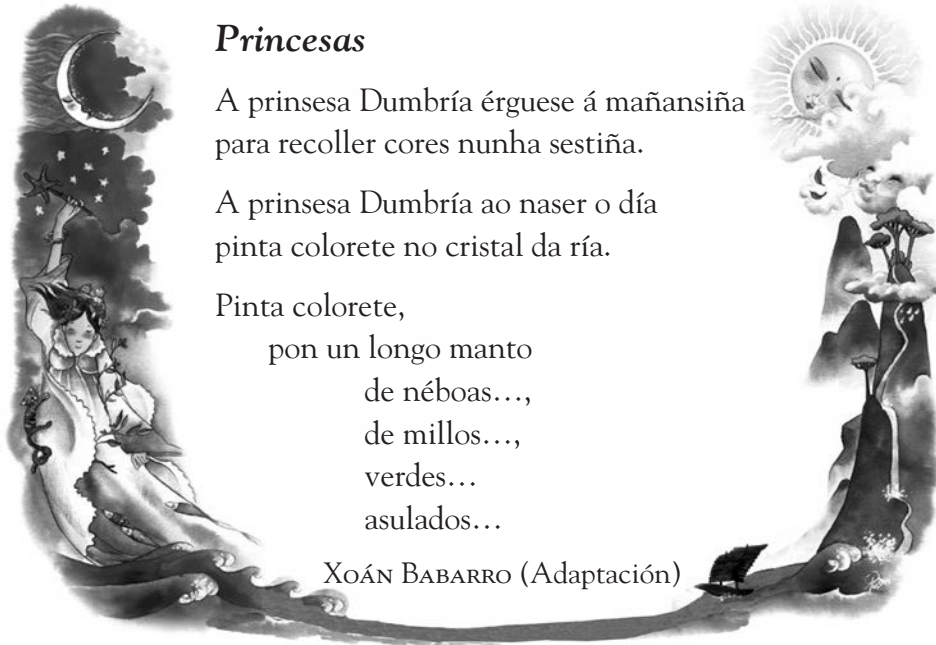 Princesas
A prinsesa Dumbría érguese á mañansiña
para recoller cores nunha sestiña.
A prinsesa Dumbría ao naser o día
pinta colorete no cristal da ría.
Pinta colorete,
pon un longo manto
de néboas…,
de millos…,
verdes…
asulados…
Xoán Babarro (Adaptación)